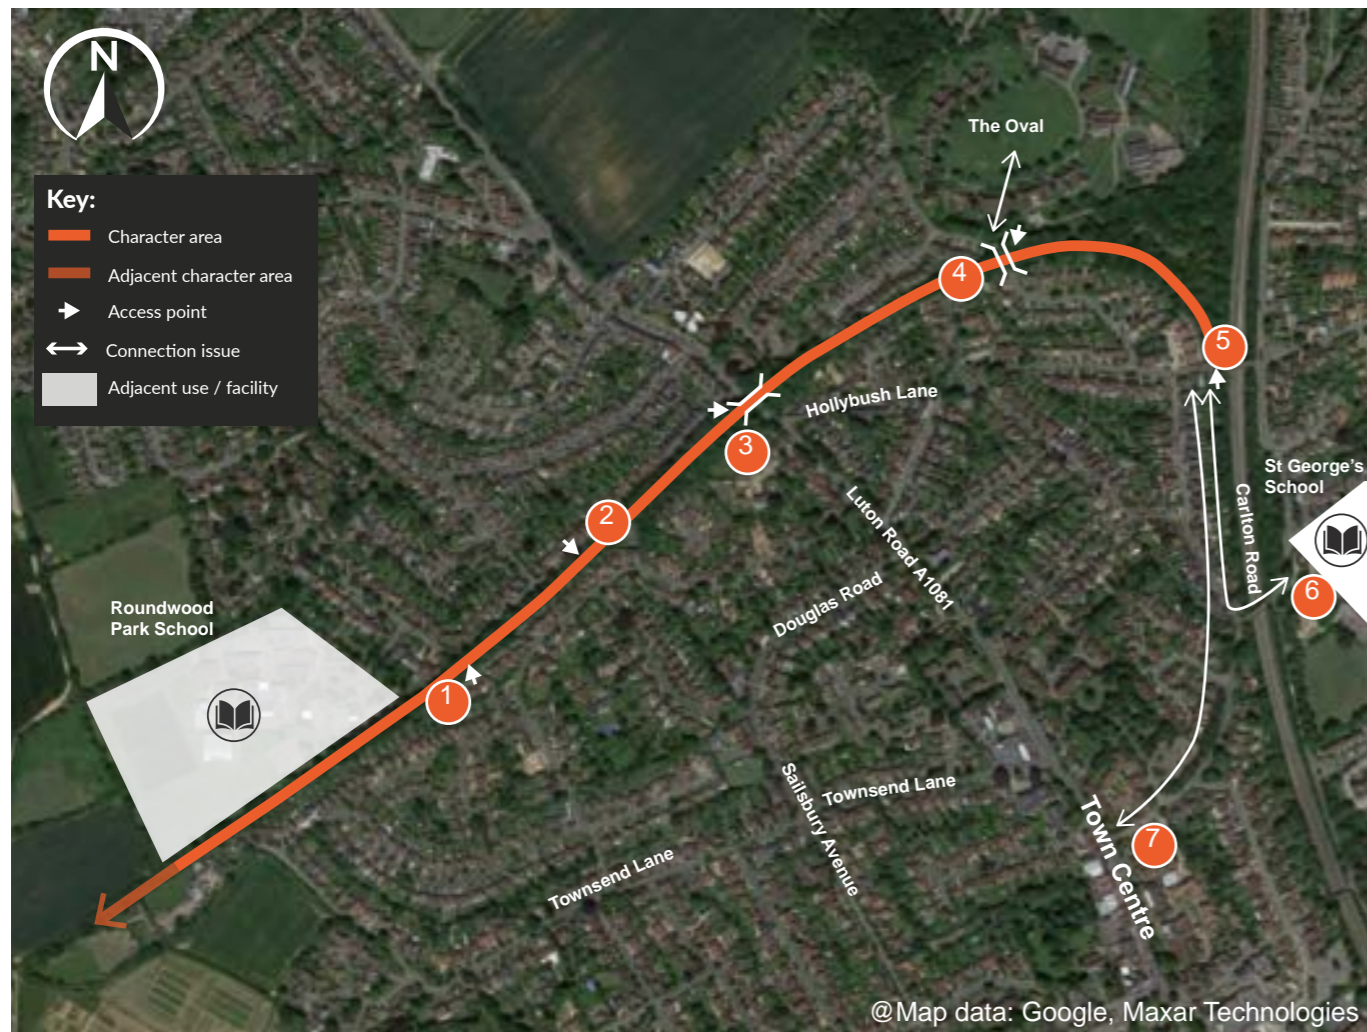 N
Key:
Character area
Adjacent character area
Access point
Connection issue
Adjacent use / facility
The Oval
4
5
Hollybush Lane
3
St George's
School
Carlton Road
Luton Road A1081
2
6
Douglas Road
Roundwood
Park School
1
Sailsbury Avenue
Townsend Lane
Town Centre
7
Townsend Lane
@Map data: Google, Maxar Technologies